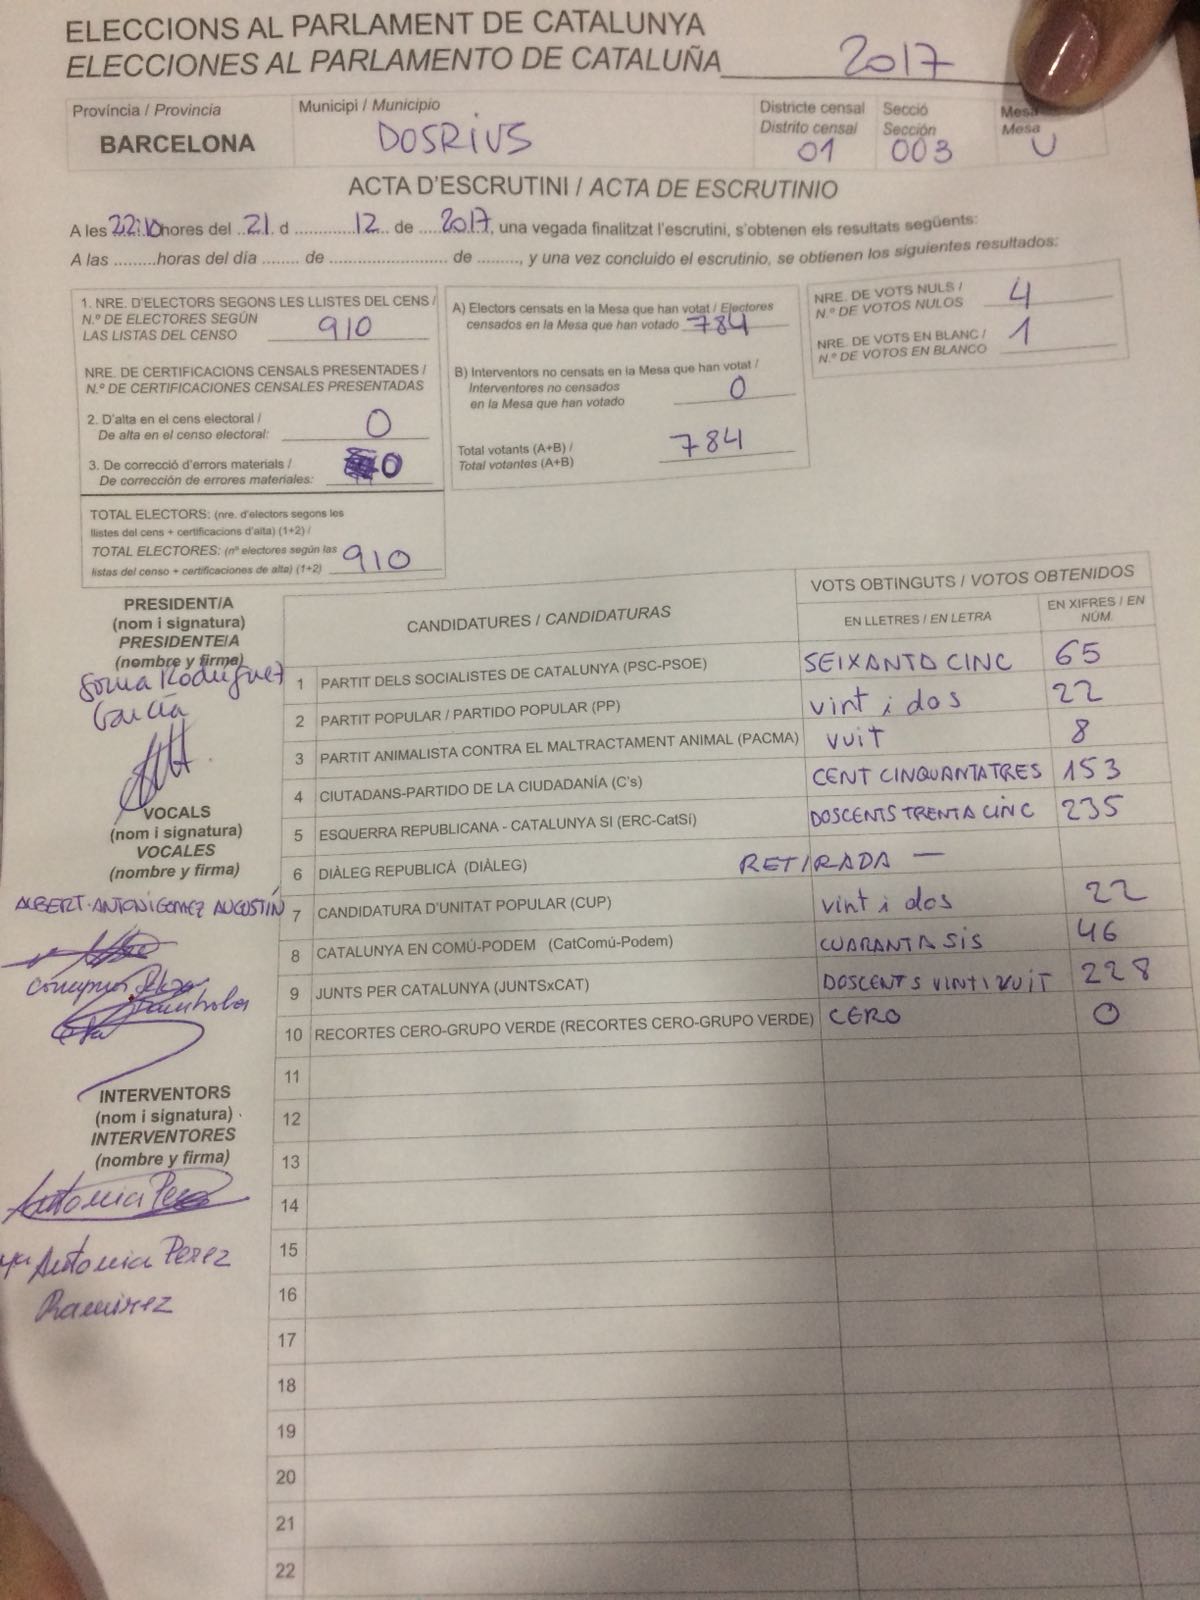 ELECCIONS AL PARLAMENT DE CATALUNYA
ELECCIONES AL PARLAMENTO DE CATALUÑA 2017
Província / Provincia
BARCELONA
Municipi / Municipio
DOSRIUS
Districte censal
Distrito censal
01
Secció
Sección
003
Mesa
Mesa
U
ACTA D'ESCRUTINI / ACTA DE ESCRUTINIO
A les 22:10 hores del 21 d 12 de 2017, una vegada finalitzat l'escrutini, s'obtenen els resultats següents:
A las .........horas del día ........ de ........................ de ........, y una vez concluido el escrutinio, se obtienen los siguientes resultados:
1. NRE. D'ELECTORS SEGONS LES LLISTES DEL CENS /
N.º DE ELECTORES SEGÚN
LAS LISTAS DEL CENSO 910
NRE. DE CERTIFICACIONS CENSALS PRESENTADES /
N.º DE CERTIFICACIONES CENSALES PRESENTADAS
2. D'alta en el cens electoral /
De alta en el censo electoral: 0
3. De correcció d'errors materials /
De corrección de errores materiales: 0
TOTAL ELECTORS: (nre. d'electors segons les
llistes del cens + certificacions d'alta) (1+2) /
TOTAL ELECTORES: (nº electores según las
listas del censo + certificaciones de alta) (1+2) 910
A) Electors censats en la Mesa que han votat / Electores
censados en la Mesa que han votado 784
B) Interventors no censats en la Mesa que han votat /
Interventores no censados
en la Mesa que han votado 0
Total votants (A+B) /
Total votantes (A+B) 784
NRE. DE VOTS NULS /
N.º DE VOTOS NULOS 4
NRE. DE VOTS EN BLANC /
N.º DE VOTOS EN BLANCO 1
PRESIDENT/A
(nom i signatura)
PRESIDENTE/A
(nombre y firma)
Sonia Rodríguez
García
VOCALS
(nom i signatura)
VOCALES
(nombre y firma)
ALBERT-ANTONI GOMEZ AUGUSTÍN
INTERVENTORS
(nom i signatura)
INTERVENTORES
(nombre y firma)
Antonia Perez
Mª Antonia Perez
Ramirez
CANDIDATURES / CANDIDATURAS
VOTS OBTINGUTS / VOTOS OBTENIDOS
EN LLETRES / EN LETRA
EN XIFRES / EN
NÚM.
1 PARTIT DELS SOCIALISTES DE CATALUNYA (PSC-PSOE) SEIXANTA CINC 65
2 PARTIT POPULAR / PARTIDO POPULAR (PP) vint i dos 22
3 PARTIT ANIMALISTA CONTRA EL MALTRACTAMENT ANIMAL (PACMA) VUIT 8
4 CIUTADANS-PARTIDO DE LA CIUDADANÍA (C's) CENT CINQUANTATRES 153
5 ESQUERRA REPUBLICANA - CATALUNYA SI (ERC-CatSí) DOSCENTS TRENTA CINC 235
6 DIÀLEG REPUBLICÀ (DIÀLEG) RETIRADA —
7 CANDIDATURA D'UNITAT POPULAR (CUP) vint i dos 22
8 CATALUNYA EN COMÚ-PODEM (CatComú-Podem) CUARANTA SIS 46
9 JUNTS PER CATALUNYA (JUNTSxCAT) DOSCENTS VINT I VUIT 228
10 RECORTES CERO-GRUPO VERDE (RECORTES CERO-GRUPO VERDE) CERO 0
11
12
13
14
15
16
17
18
19
20
21
22